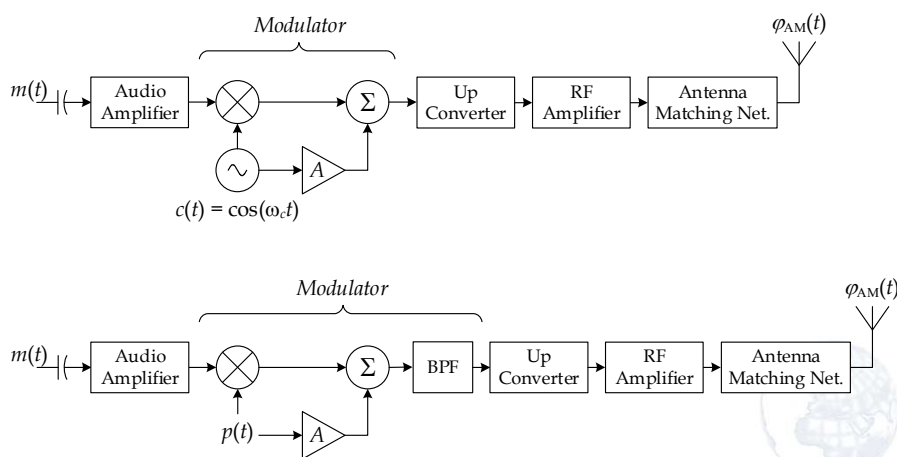 Modulator
φAM(t)
m(t)
Audio Amplifier
Σ
Up Converter
RF Amplifier
Antenna Matching Net.
A
c(t) = cos(ωct)
Modulator
φAM(t)
m(t)
Audio Amplifier
Σ
BPF
Up Converter
RF Amplifier
Antenna Matching Net.
p(t)
A